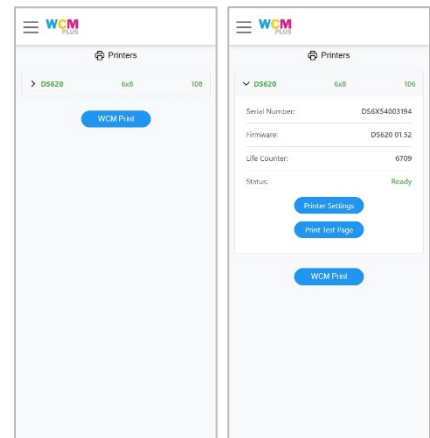 WCM
PLUS
Printers
DS620 6x8 108
WCM Print
WCM
PLUS
Printers
DS620 6x8 106
Serial Number: DS6X54003194
Firmware: DS620 01.52
Life Counter: 6709
Status: Ready
Printer Settings
Print Test Page
WCM Print